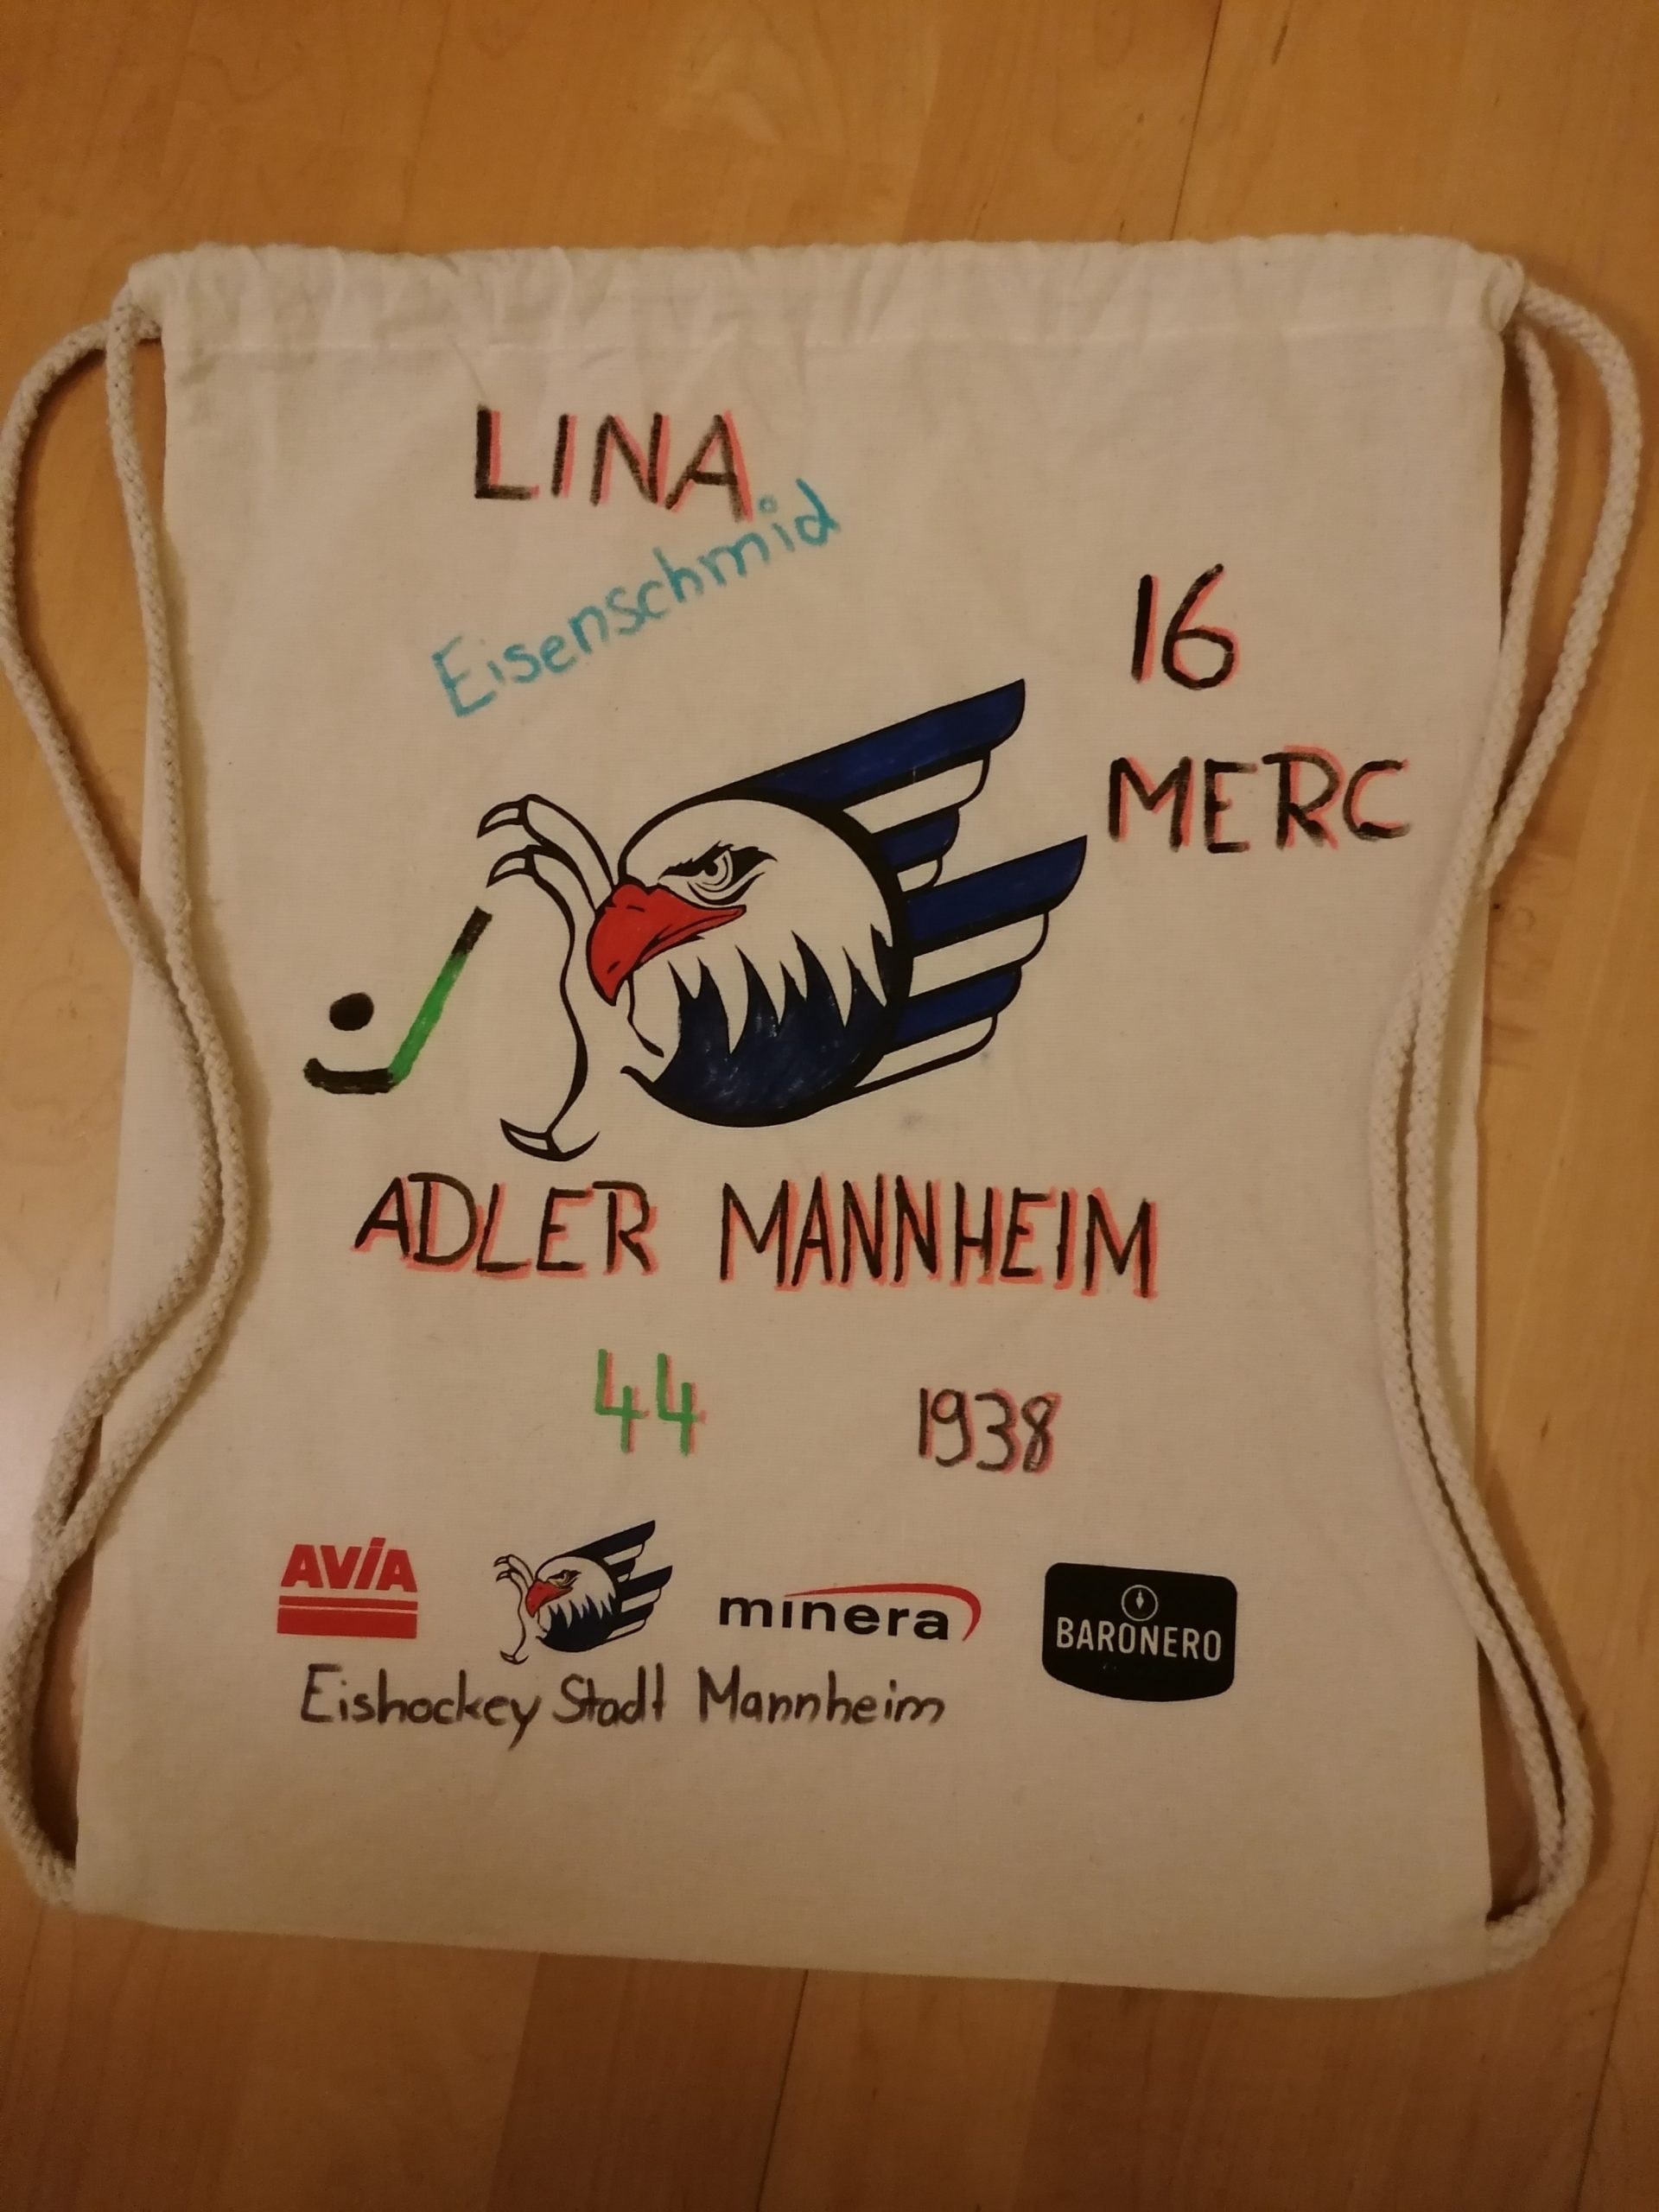 LINA
Eisenschmid
16
MERC
ADLER MANNHEIM
44
1938
AVIA
minera
BARONERO
Eishockey Stadt Mannheim